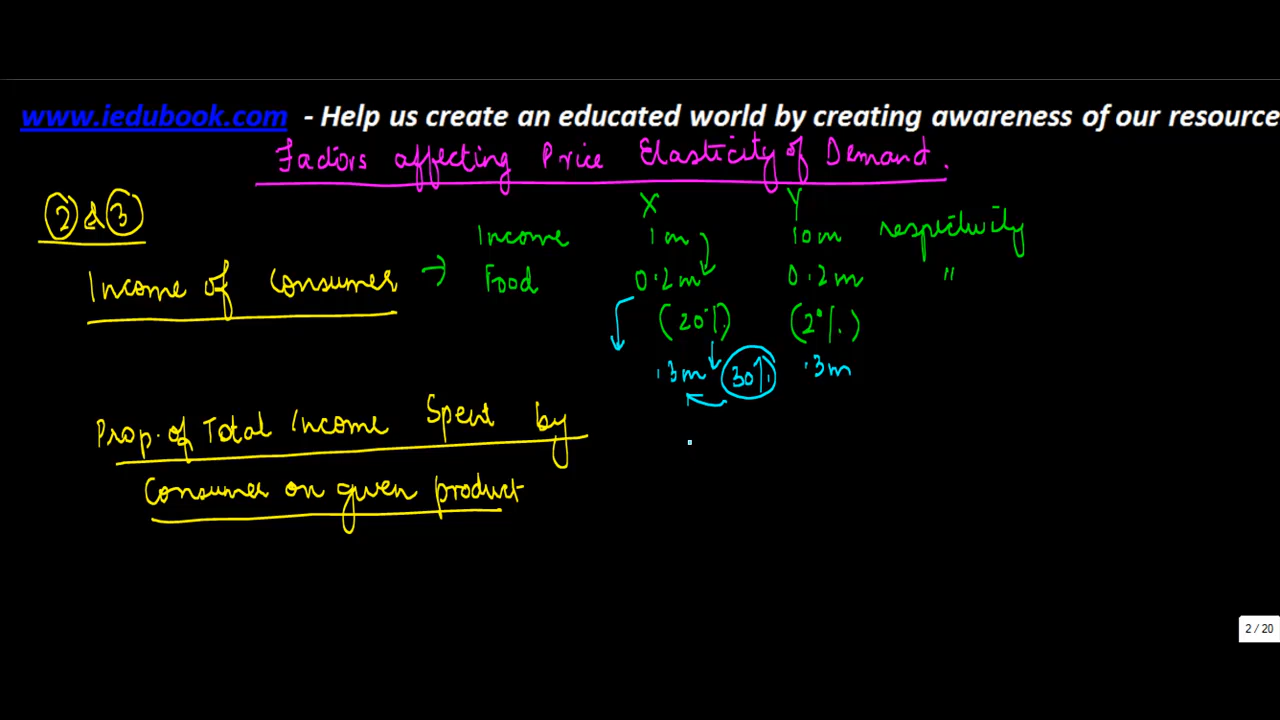 www.iedubook.com - Help us create an educated world by creating awareness of our resource
Factors affecting Price Elasticity of Demand.
2 & 3
X Y
Income 1m 10m respictivity
Income of Consumer → Food 0.2m 0.2m "
(20%) (2%)
.3m 30% .3m
Prop. of Total Income Spent by
Consumer on given product
2 / 20